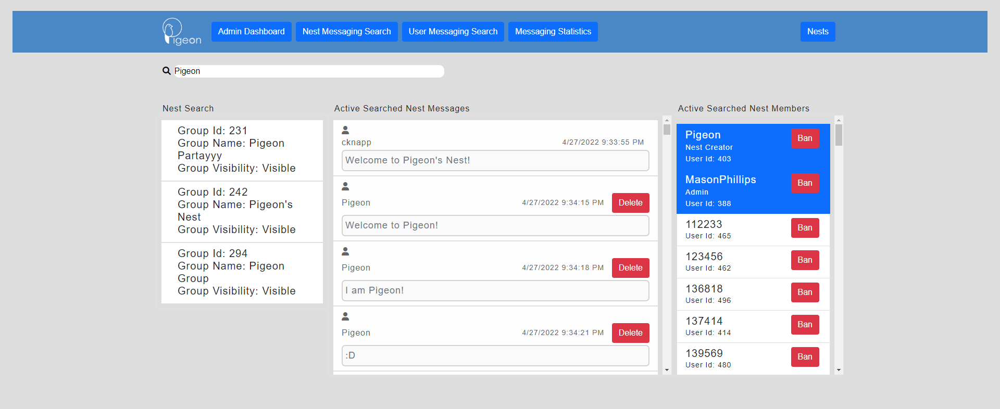 Pigeon
Admin Dashboard
Nest Messaging Search
User Messaging Search
Messaging Statistics
Nests
Pigeon
Nest Search
Group Id: 231
Group Name: Pigeon
Partayyy
Group Visibility: Visible
Group Id: 242
Group Name: Pigeon's
Nest
Group Visibility: Visible
Group Id: 294
Group Name: Pigeon
Group
Group Visibility: Visible
Active Searched Nest Messages
cknapp 4/27/2022 9:33:55 PM
Welcome to Pigeon's Nest!
Pigeon 4/27/2022 9:34:15 PM Delete
Welcome to Pigeon!
Pigeon 4/27/2022 9:34:18 PM Delete
I am Pigeon!
Pigeon 4/27/2022 9:34:21 PM Delete
:D
Active Searched Nest Members
Pigeon Ban
Nest Creator
User Id: 403
MasonPhillips Ban
Admin
User Id: 388
112233 Ban
User Id: 465
123456 Ban
User Id: 462
136818 Ban
User Id: 496
137414 Ban
User Id: 414
139569 Ban
User Id: 480